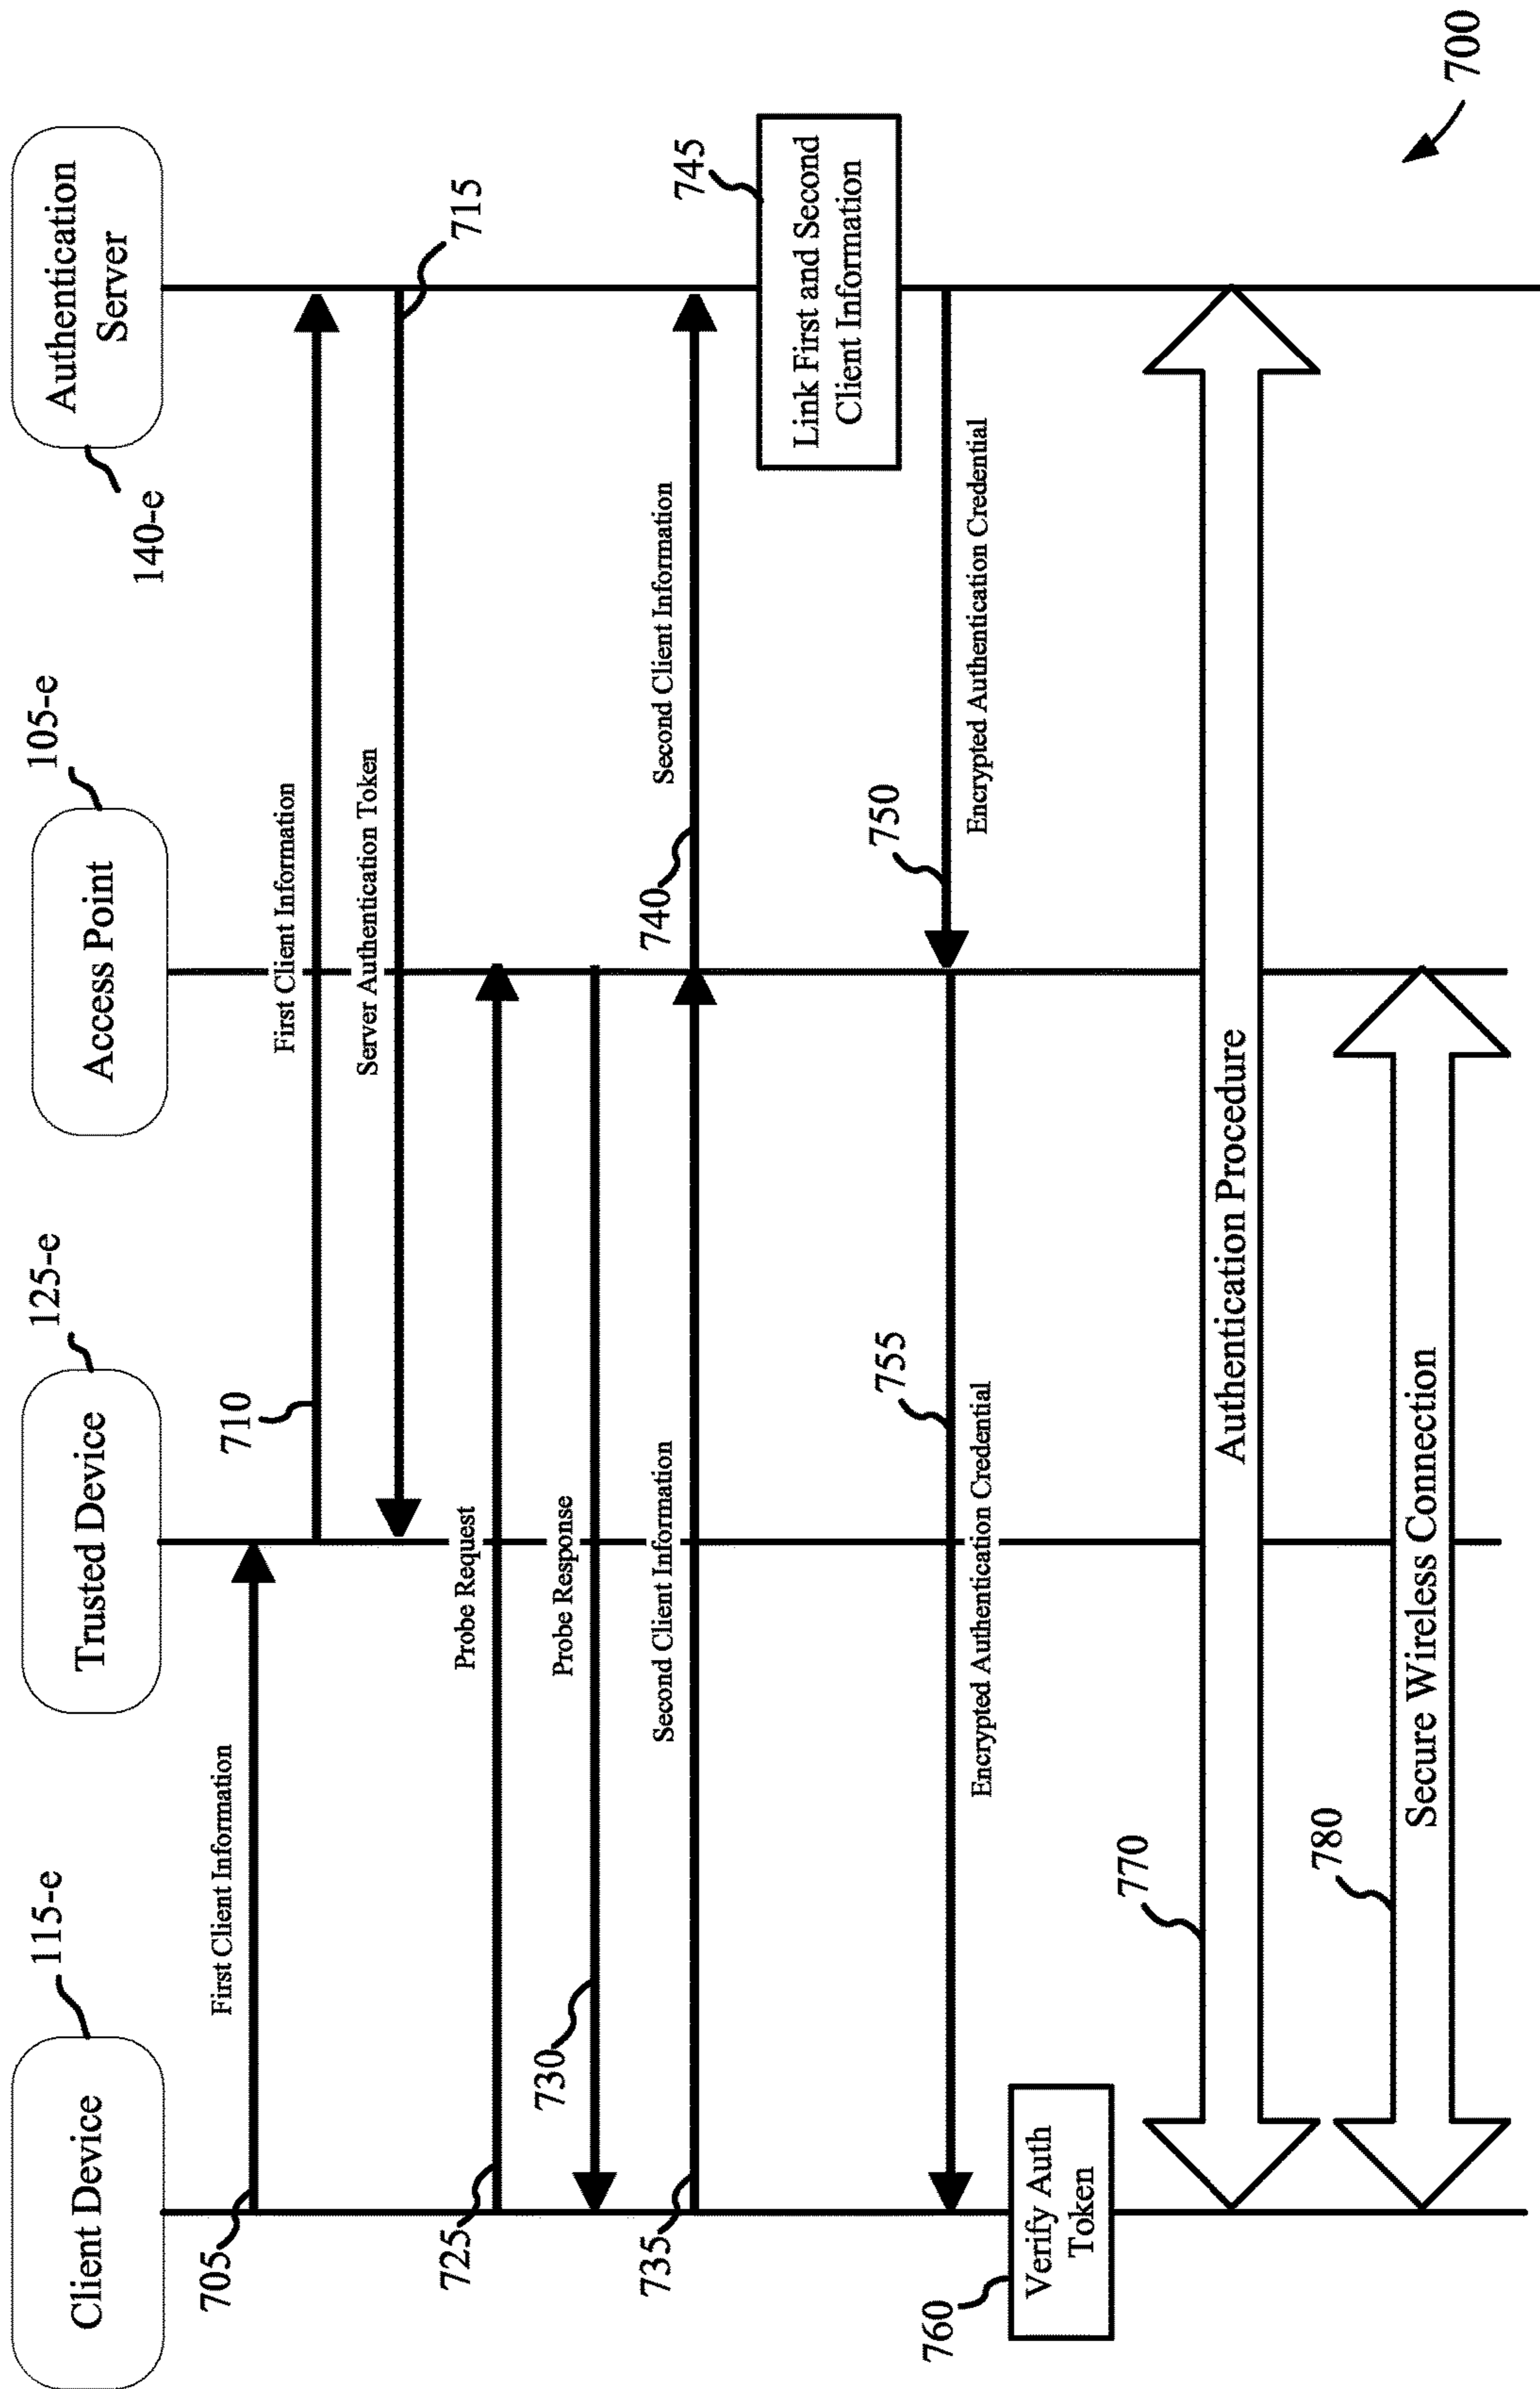 Client Device
115-e
Trusted Device
125-e
Access Point
105-e
Authentication
Server
140-e
First Client Information
705
710
First Client Information
Server Authentication Token
715
Probe Request
725
Probe Response
730
Second Client Information
735
740
Second Client Information
745
Link First and Second
Client Information
750
Encrypted Authentication Credential
755
Encrypted Authentication Credential
Verify Auth
Token
760
770
Authentication Procedure
780
Secure Wireless Connection
700